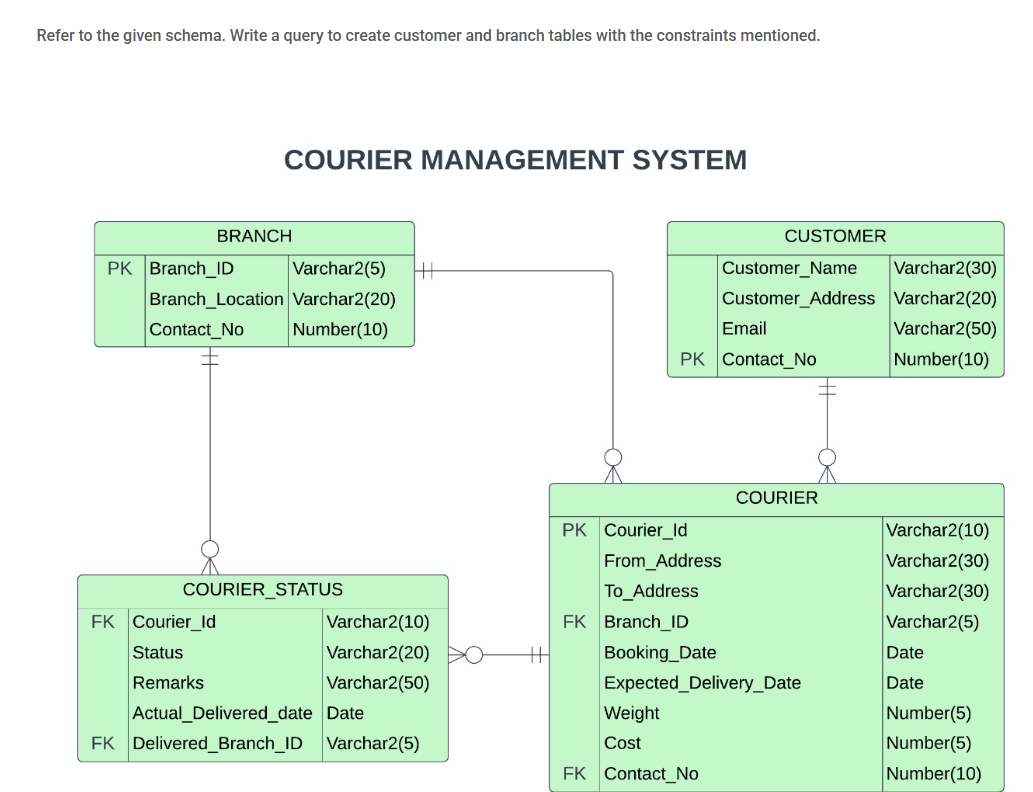 Refer to the given schema. Write a query to create customer and branch tables with the constraints mentioned.
COURIER MANAGEMENT SYSTEM
BRANCH
PK Branch_ID Varchar2(5)
Branch_Location Varchar2(20)
Contact_No Number(10)
CUSTOMER
Customer_Name Varchar2(30)
Customer_Address Varchar2(20)
Email Varchar2(50)
PK Contact_No Number(10)
COURIER_STATUS
FK Courier_Id Varchar2(10)
Status Varchar2(20)
Remarks Varchar2(50)
Actual_Delivered_date Date
FK Delivered_Branch_ID Varchar2(5)
COURIER
PK Courier_Id Varchar2(10)
From_Address Varchar2(30)
To_Address Varchar2(30)
FK Branch_ID Varchar2(5)
Booking_Date Date
Expected_Delivery_Date Date
Weight Number(5)
Cost Number(5)
FK Contact_No Number(10)